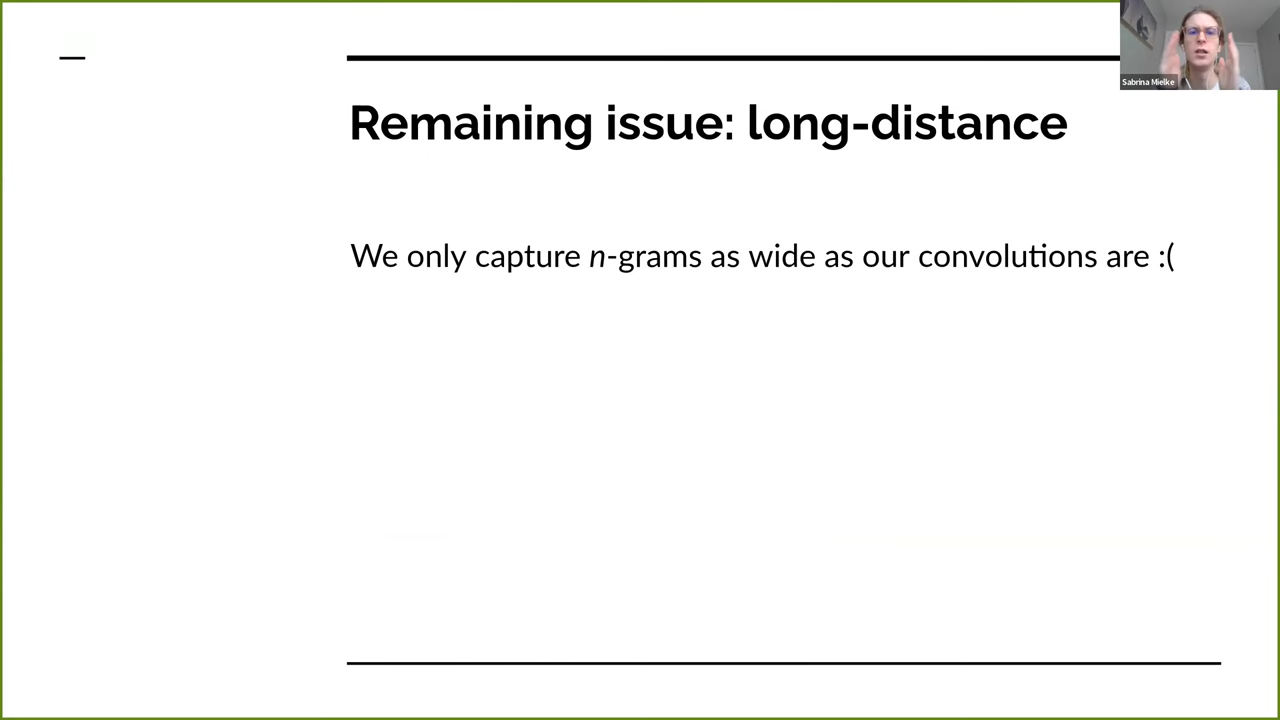 Sabrina Mielke
Remaining issue: long-distance
We only capture n-grams as wide as our convolutions are :(